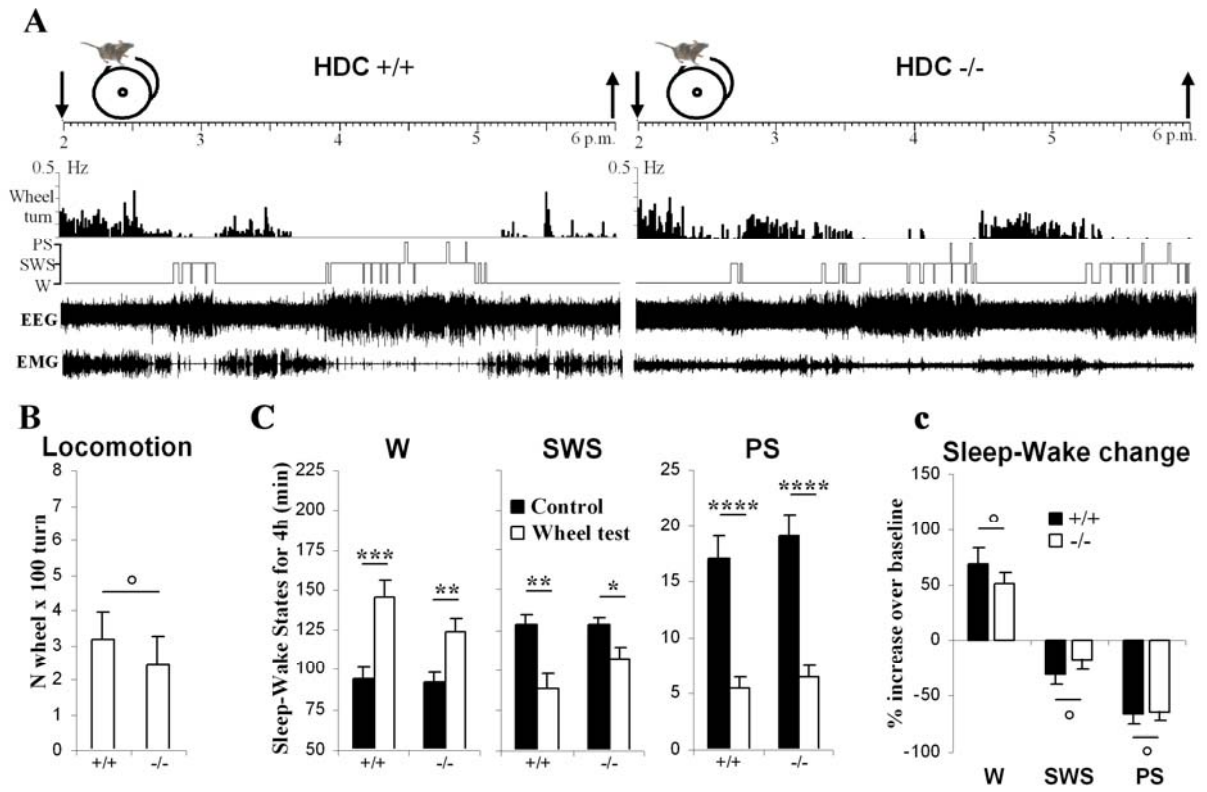 A
HDC +/+
HDC -/-
2 3 4 5 6 p.m.
2 3 4 5 6 p.m.
0.5 Hz
0.5 Hz
Wheel
turn
PS
SWS
W
EEG
EMG
B
Locomotion
N wheel x 100 turn
8
7
6
5
4
3
2
1
0
+/+ -/-
C
W SWS PS
Sleep-Wake States for 4h (min)
225
200
175
150
125
100
75
50
*** **
+/+ -/-
Control
Wheel test
** *
+/+ -/-
25
20
15
10
5
0
**** ****
+/+ -/-
c
Sleep-Wake change
% increase over baseline
150
100
50
0
-50
-100
+/+
-/-
W SWS PS